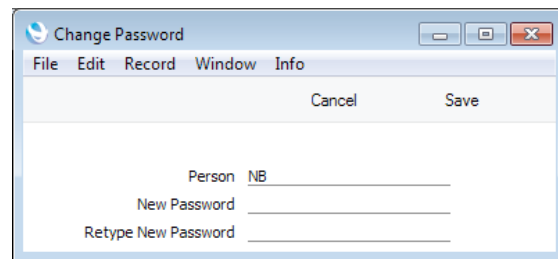 Change Password
File Edit Record Window Info
Cancel Save
Person NB
New Password
Retype New Password